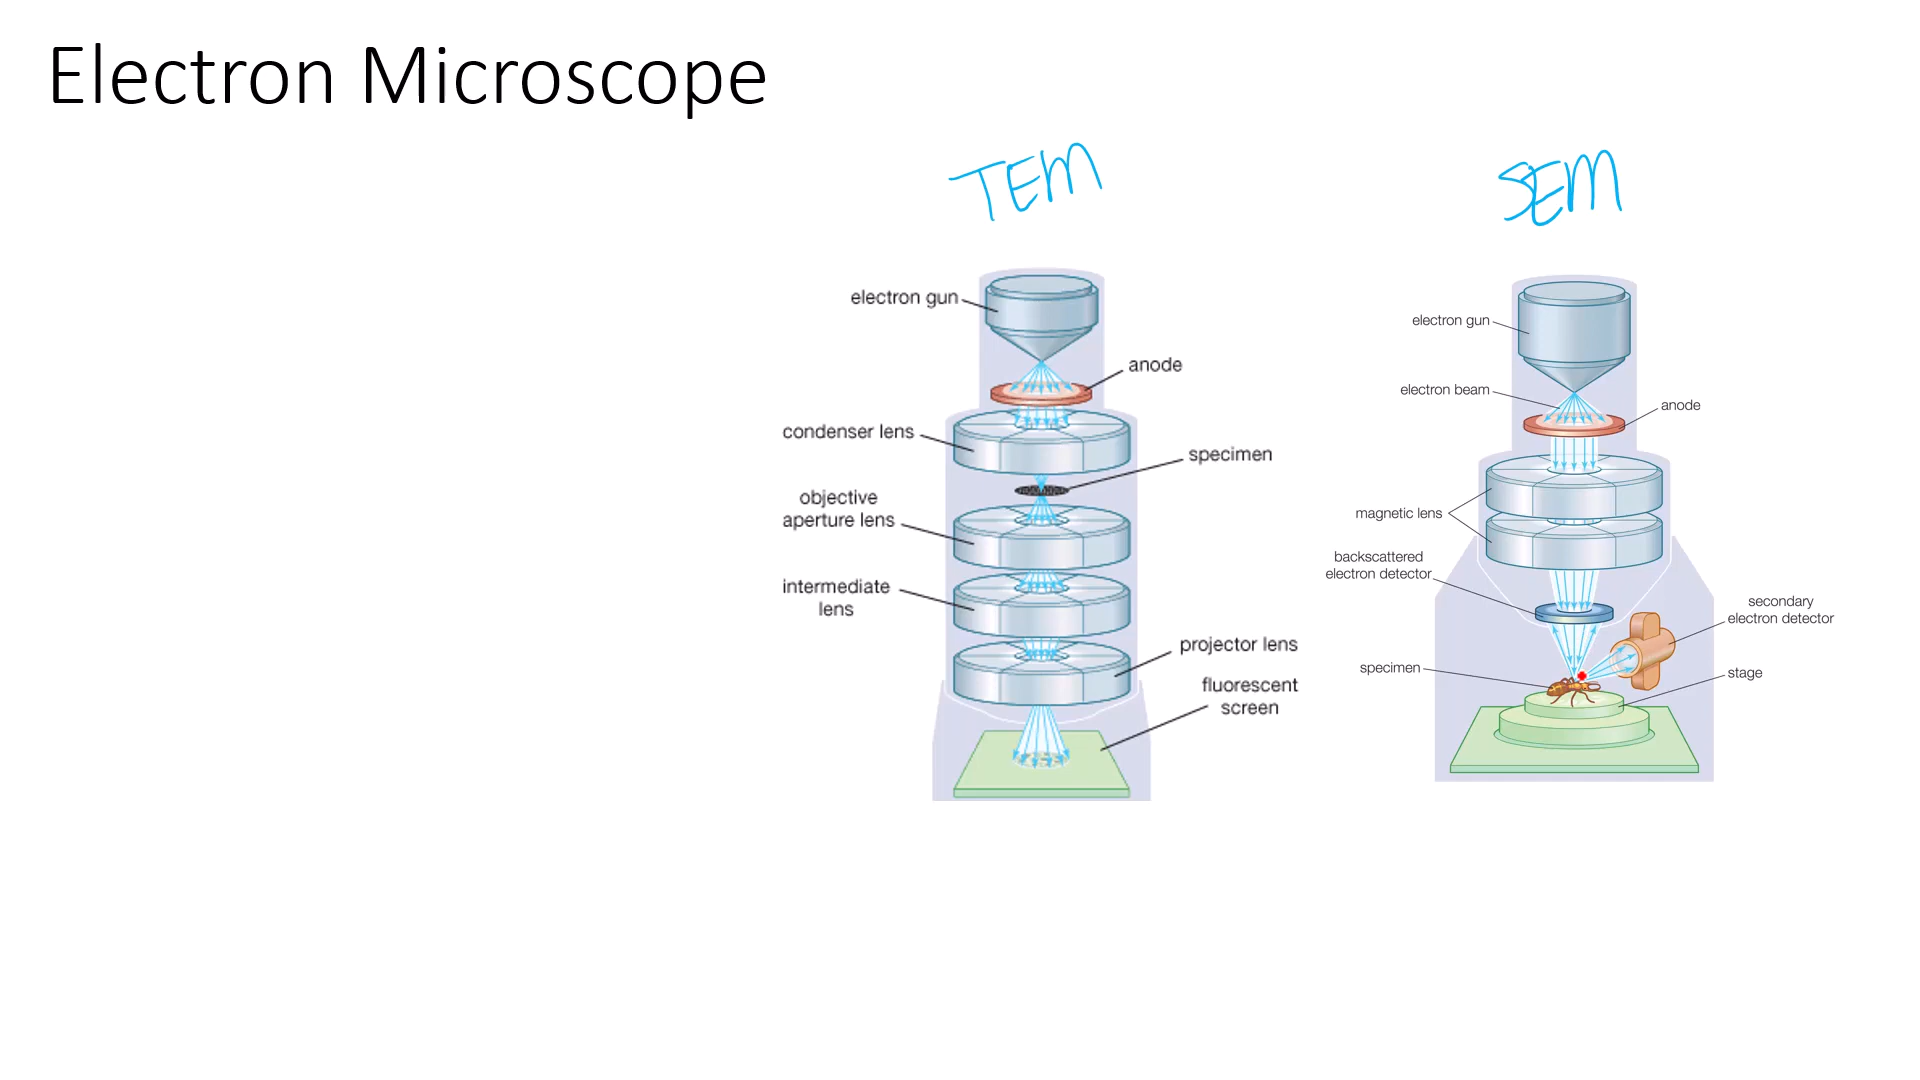 Electron Microscope
TEM
electron gun
anode
condenser lens
specimen
objective
aperture lens
intermediate
lens
projector lens
fluorescent
screen
SEM
electron gun
electron beam
anode
magnetic lens
backscattered
electron detector
secondary
electron detector
specimen
stage